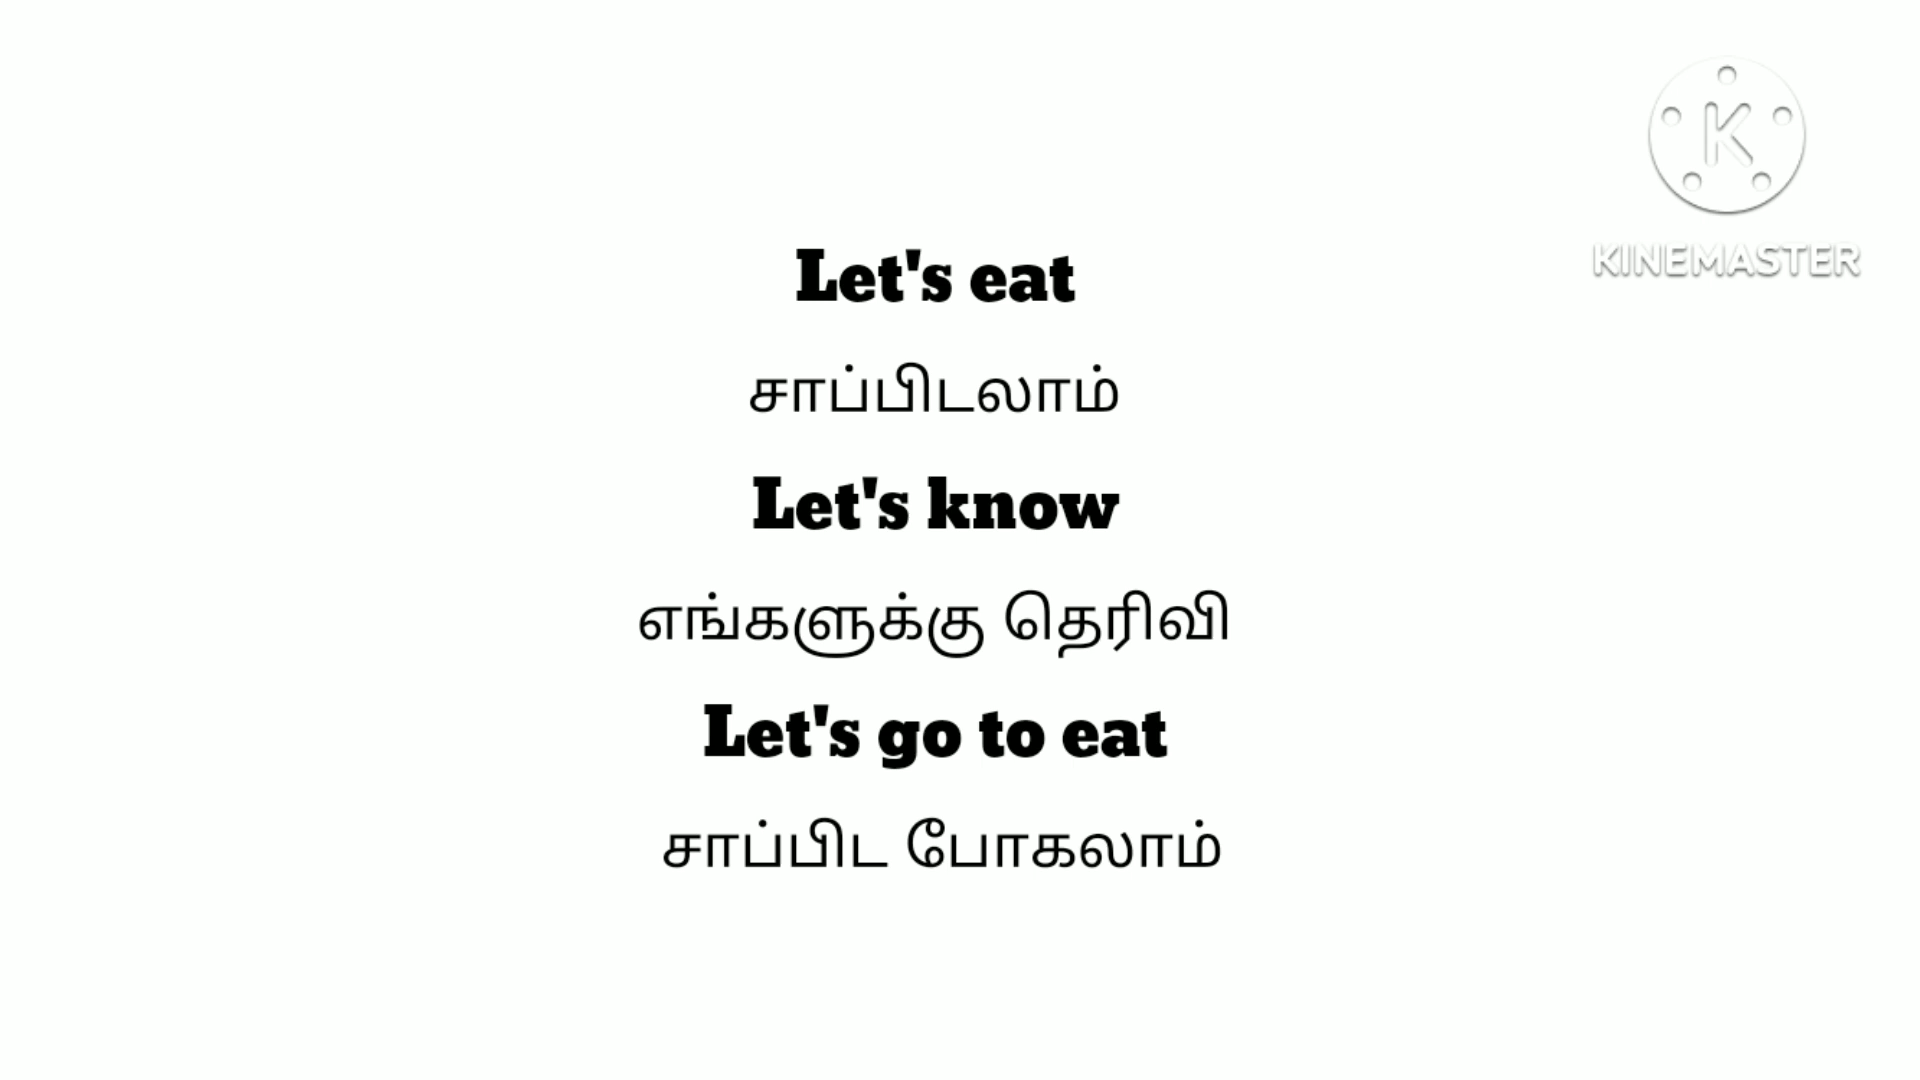 Let's eat
சாப்பிடலாம்
Let's know
எங்களுக்கு தெரிவி
Let's go to eat
சாப்பிட போகலாம்
K
KINEMASTER